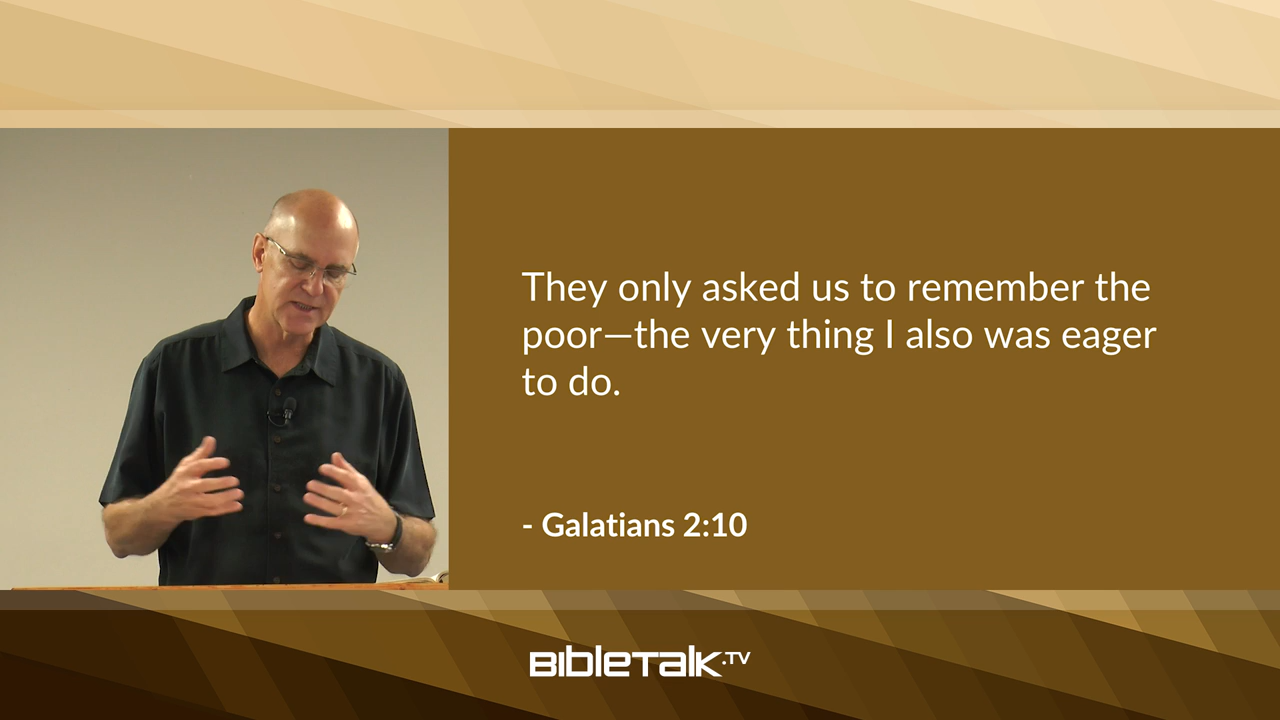 They only asked us to remember the
poor—the very thing I also was eager
to do.
- Galatians 2:10
BIBLETALK.TV